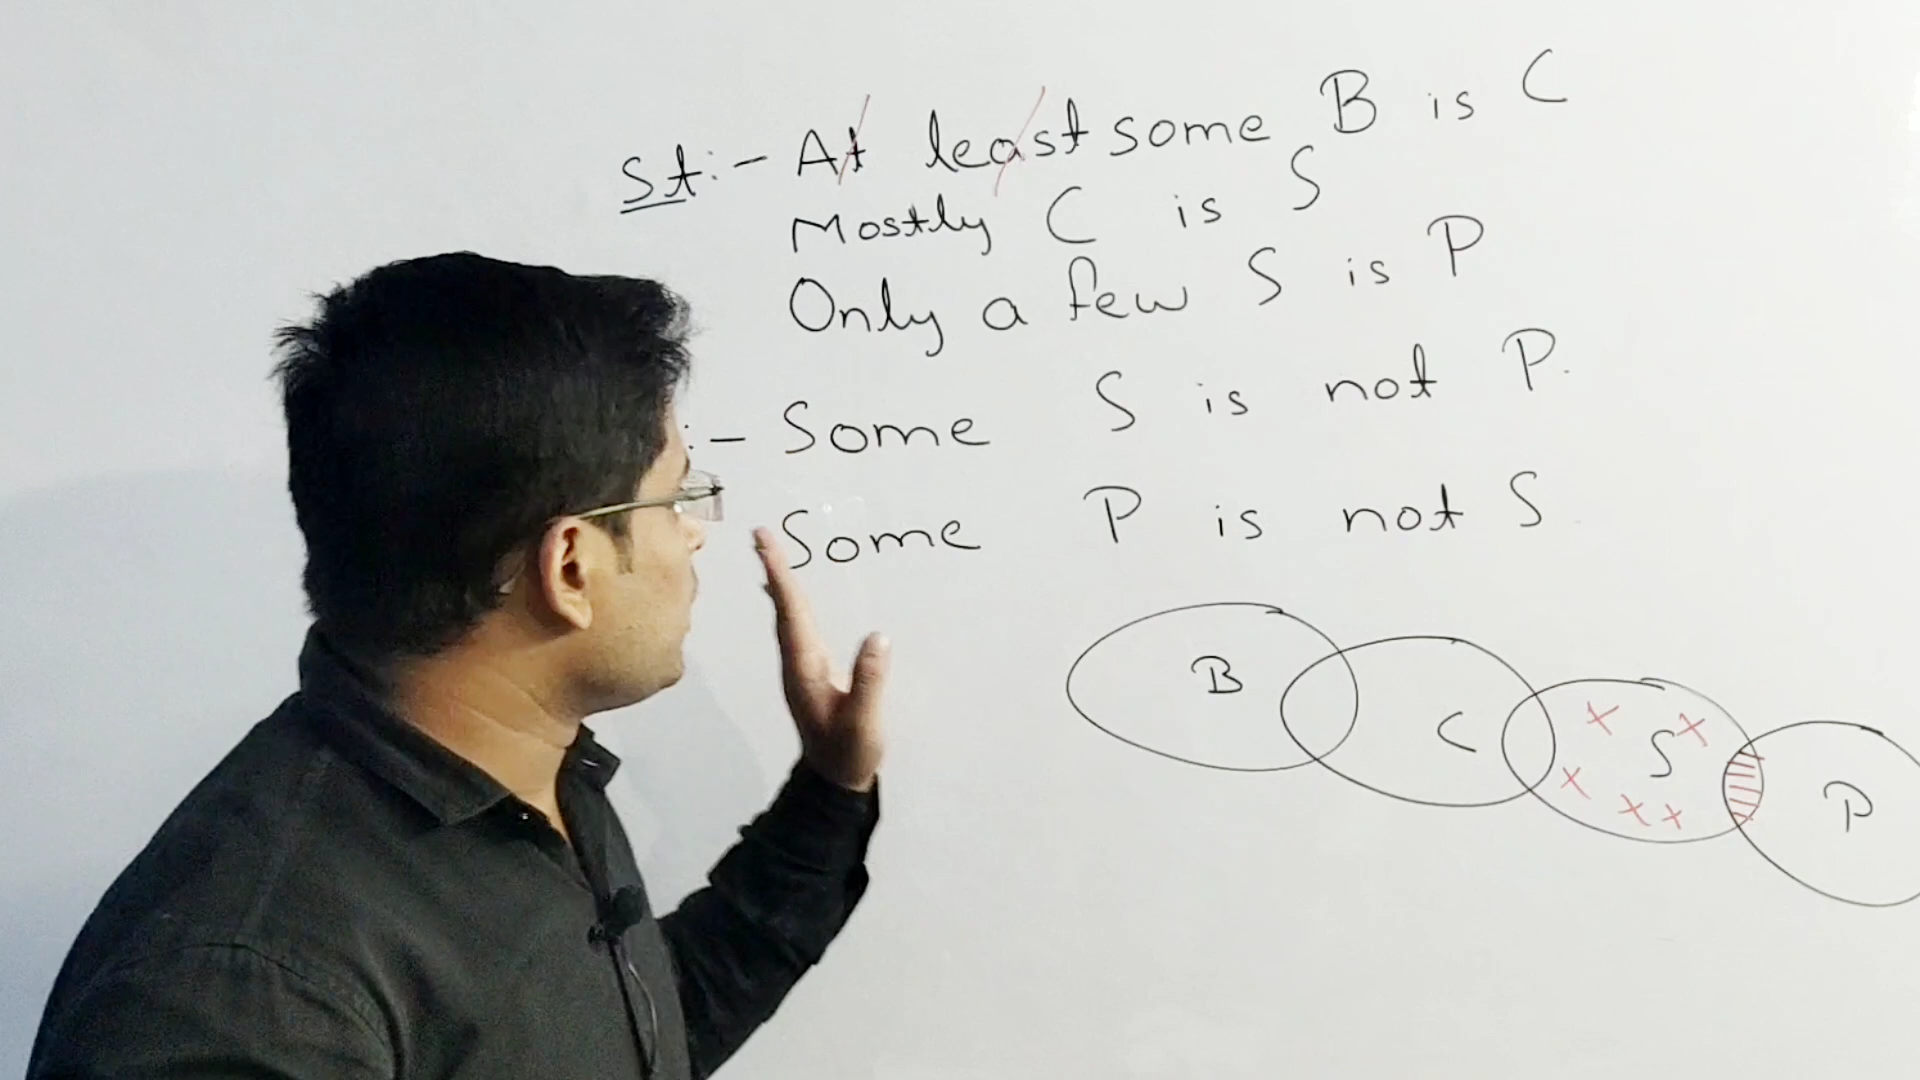 St:- At least some B is C
Mostly C is S
Only a few S is P
:- Some S is not P.
Some P is not S
B
C
S
P